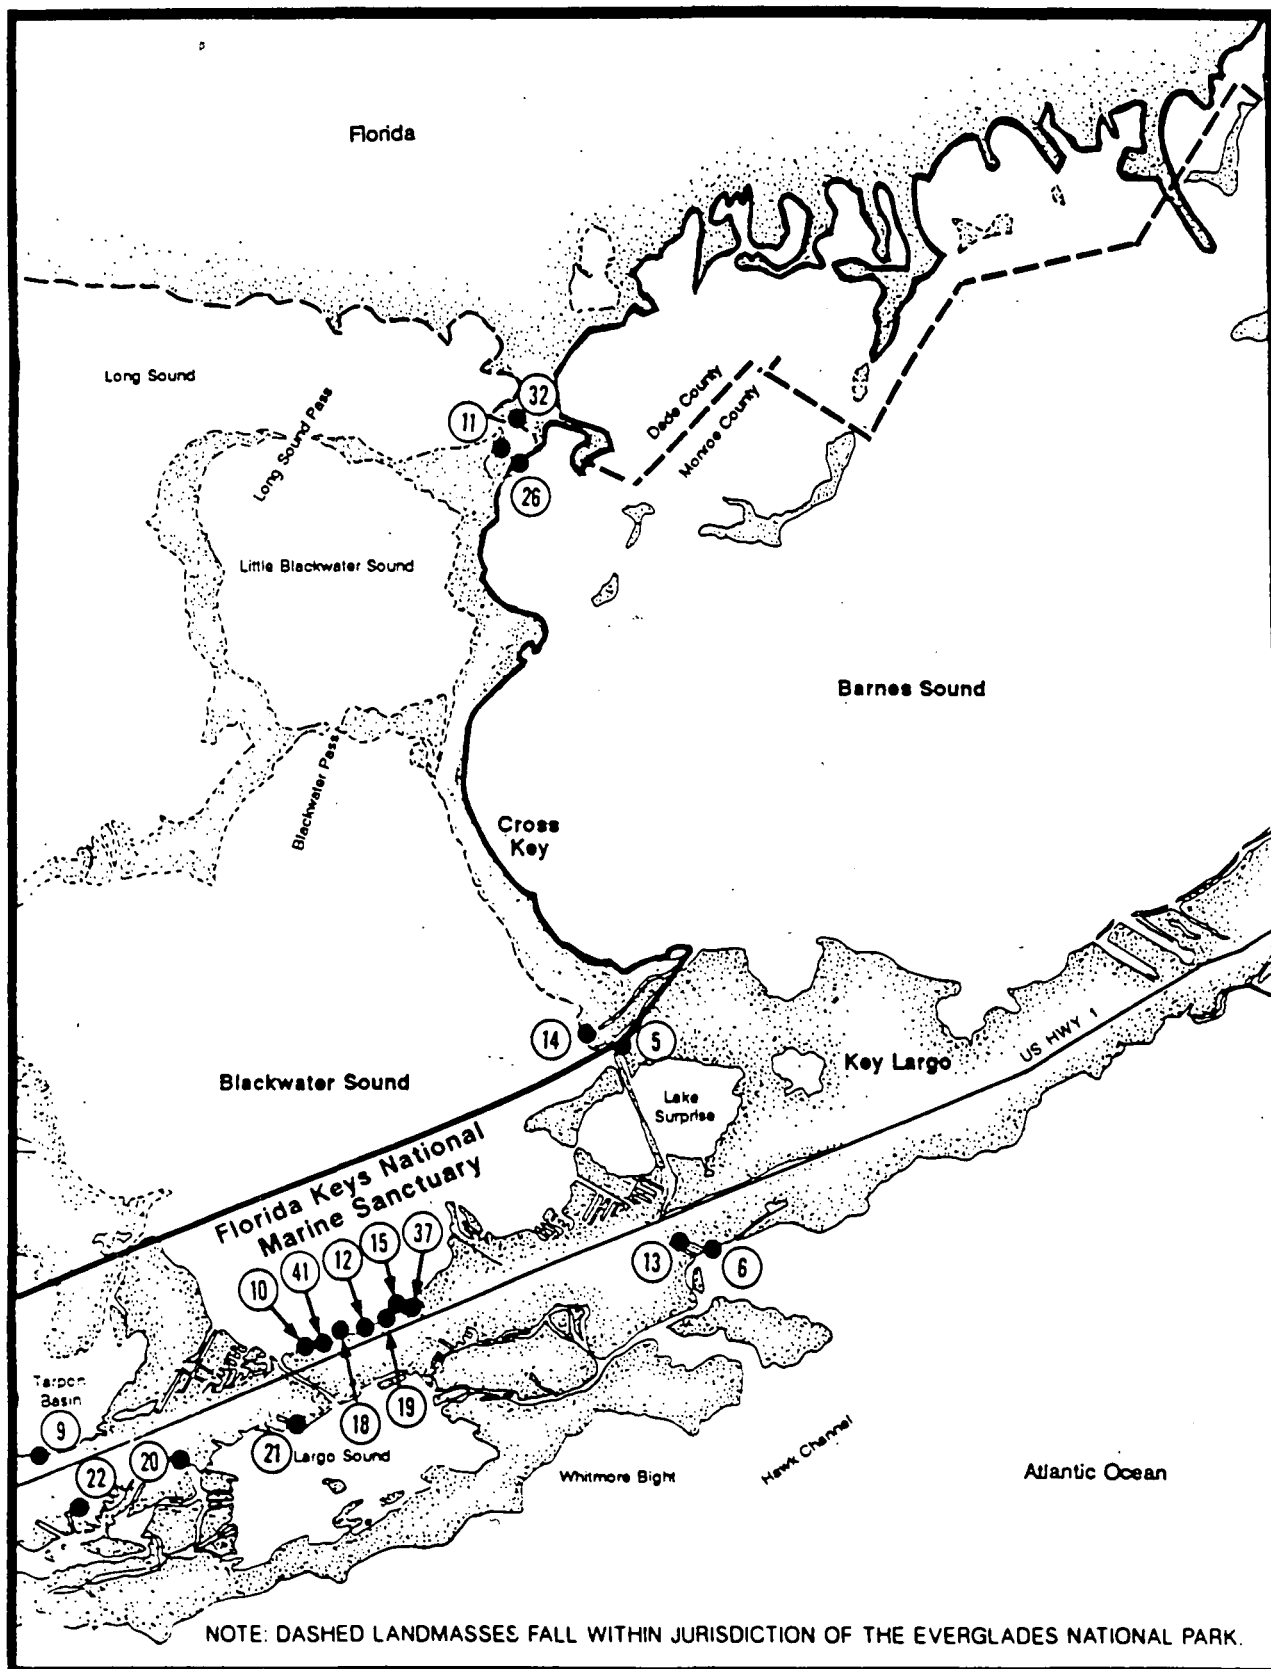 Florida
Long Sound
Long Sound Pass
32
11
26
Dade County
Monroe County
Little Blackwater Sound
Barnes Sound
Blackwater Pass
Cross
Key
14
5
Key Largo
US HWY 1
Blackwater Sound
Lake
Surprise
Florida Keys National
Marine Sanctuary
10
41
12
15
37
13
6
Tarpon
Basin
9
22
20
21
Largo Sound
18
19
Whitmore Bight
Hawk Channel
Atlantic Ocean
NOTE: DASHED LANDMASSES FALL WITHIN JURISDICTION OF THE EVERGLADES NATIONAL PARK.